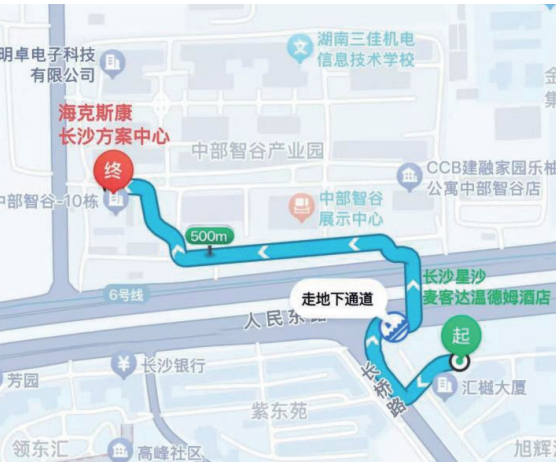 明卓电子科技
有限公司
湖南三佳机电
信息技术学校
金
集
海克斯康
长沙方案中心
中部智谷产业园
终
中部智谷-10栋
CCB建融家园乐柚
公寓中部智谷店
中部智谷
展示中心
500m
长沙星沙
麦客达温德姆酒店
6号线
走地下通道
人民东路
起
长沙银行
长桥路
汇樾大厦
芳园
紫东苑
领东汇
高峰社区
旭辉